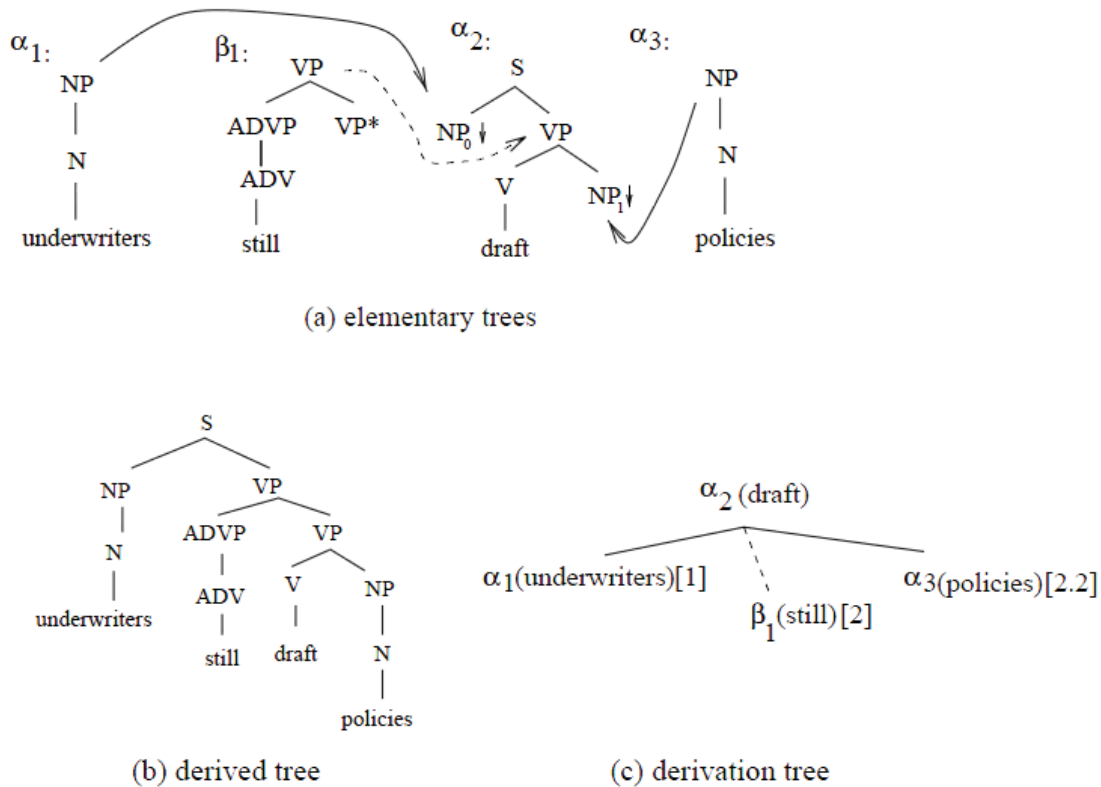 α1: β1: α2: α3:
NP VP S NP
ADVP VP* NP0↓ VP
N ADV V NP1↓ N
underwriters still draft policies
(a) elementary trees
S
NP VP
ADVP VP
N ADV V NP
underwriters still draft N
policies
(b) derived tree
α2 (draft)
α1(underwriters)[1] α3(policies)[2.2]
β1(still)[2]
(c) derivation tree